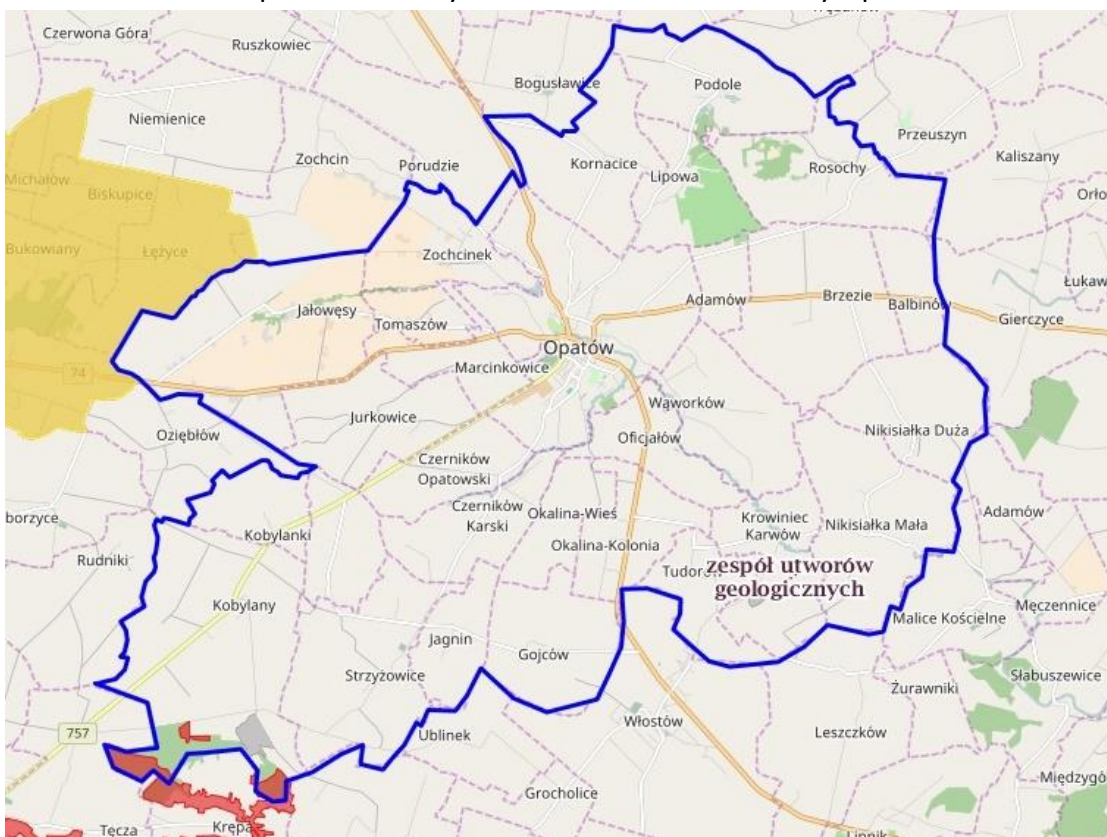 Czerwona Góra
Ruszkowiec
Bogusławice
Podole
Niemienice
Przeuszyn
Zochcin
Porudzie
Kornacice
Kaliszany
Lipowa
Rosochy
Michałów
Biskupice
Orło
Bukowiany
Łężyce
Zochcinek
Łukaw
Jałowęsy
Adamów
Brzezie
Balbinów
Gierczyce
Tomaszów
Opatów
Marcinkowice
74
Jurkowice
Wąworków
Oziębłów
Oficjałów
Nikisiałka Duża
Czerników
Opatowski
Czerników
Karski
Okalina-Wieś
borzyce
Kobylanki
Krowiniec
Karwów
Nikisiałka Mała
Adamów
Rudniki
Okalina-Kolonia
Tudorów
zespół utworów
geologicznych
Kobylany
Męczennice
Malice Kościelne
Jagnin
Gojców
Strzyżowice
Żurawniki
Słabuszewice
757
Ublinek
Włostów
Leszczków
Międzygó
Grocholice
Tęcza
Krępa
Lipnik